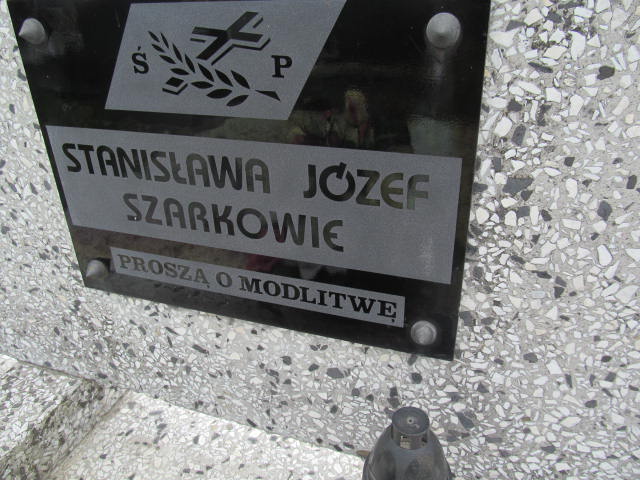 Ś P
STANISŁAWA JÓZEF
SZARKOWIE
PROSZĄ O MODLITWĘ